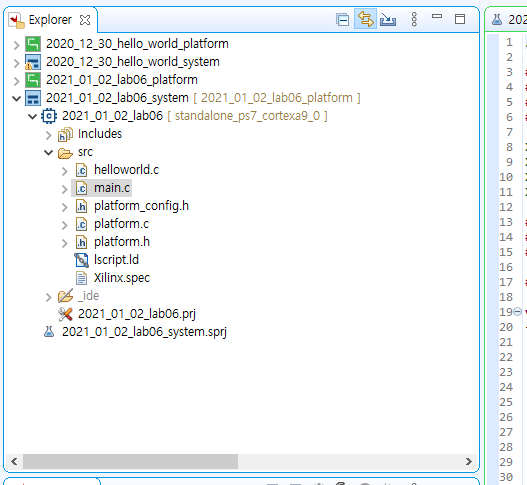 Explorer
2020_12_30_hello_world_platform
2020_12_30_hello_world_system
2021_01_02_lab06_platform
2021_01_02_lab06_system [ 2021_01_02_lab06_platform ]
2021_01_02_lab06 [ standalone_ps7_cortexa9_0 ]
Includes
src
.c helloworld.c
.c main.c
.h platform_config.h
.c platform.c
.h platform.h
lscript.ld
Xilinx.spec
_ide
2021_01_02_lab06.prj
2021_01_02_lab06_system.sprj
202
1
2
3 #
4 #
5 #
6 #
7
8
9
10
11
12
13 #
14 #
15 #
16
17 #
18
19
20
21
22
23
24
25
26
27
28
29
30